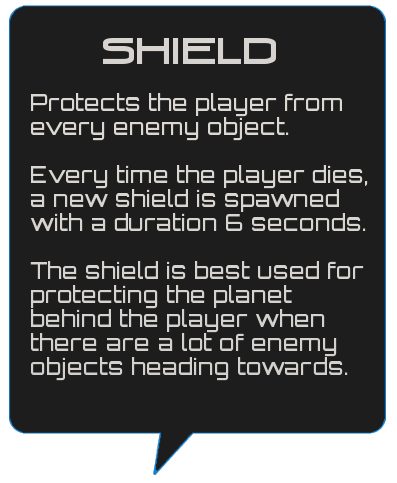 SHIELD
Protects the player from
every enemy object.
Every time the player dies,
a new shield is spawned
with a duration 6 seconds.
The shield is best used for
protecting the planet
behind the player when
there are a lot of enemy
objects heading towards.